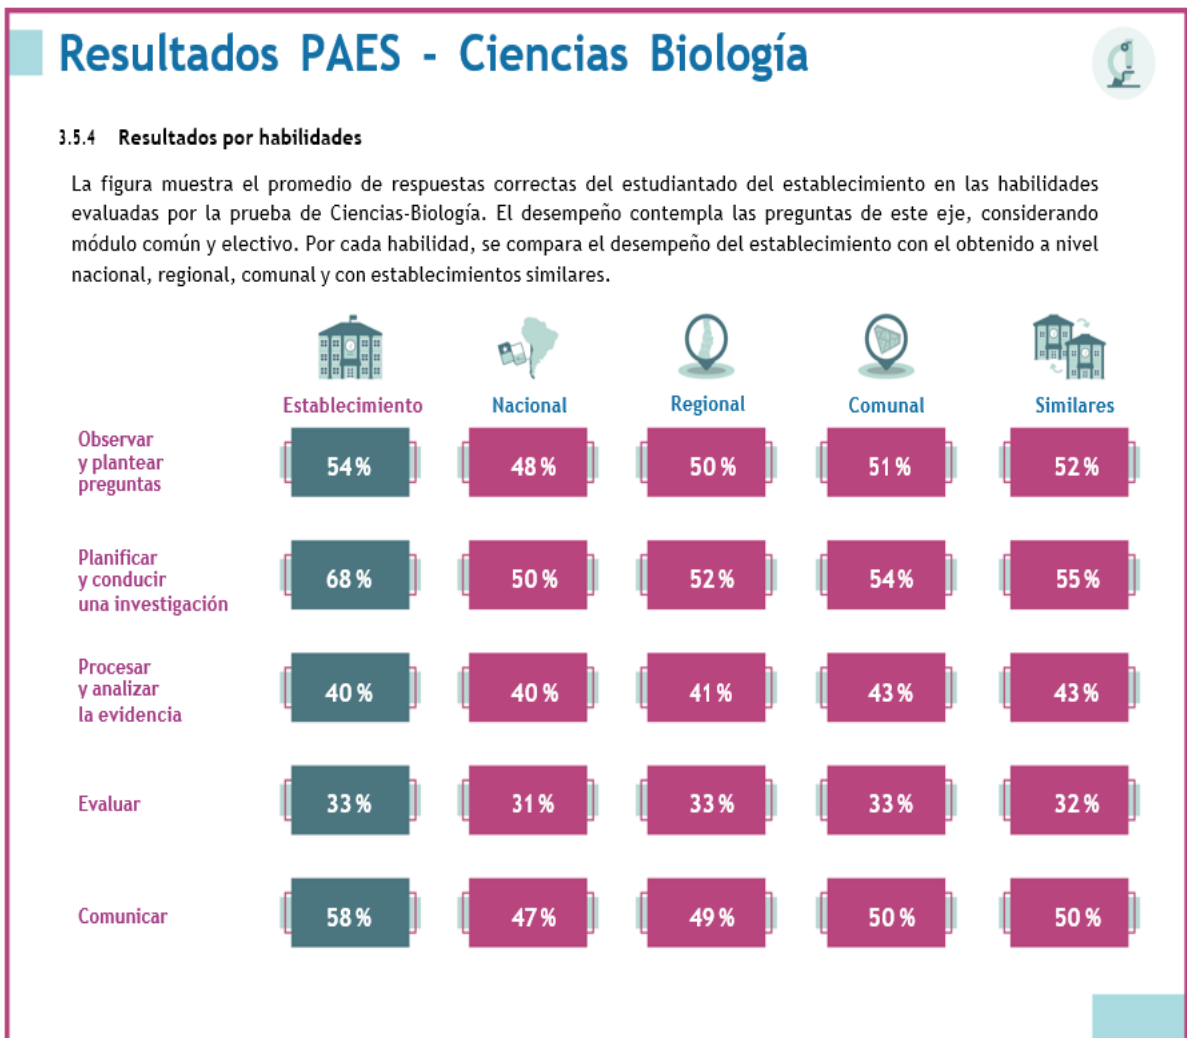 Resultados PAES - Ciencias Biología
3.5.4 Resultados por habilidades
La figura muestra el promedio de respuestas correctas del estudiantado del establecimiento en las habilidades
evaluadas por la prueba de Ciencias-Biología. El desempeño contempla las preguntas de este eje, considerando
módulo común y electivo. Por cada habilidad, se compara el desempeño del establecimiento con el obtenido a nivel
nacional, regional, comunal y con establecimientos similares.
Establecimiento Nacional Regional Comunal Similares
Observar
y plantear
preguntas
54% 48% 50% 51% 52%
Planificar
y conducir
una investigación
68% 50% 52% 54% 55%
Procesar
y analizar
la evidencia
40% 40% 41% 43% 43%
Evaluar 33% 31% 33% 33% 32%
Comunicar 58% 47% 49% 50% 50%